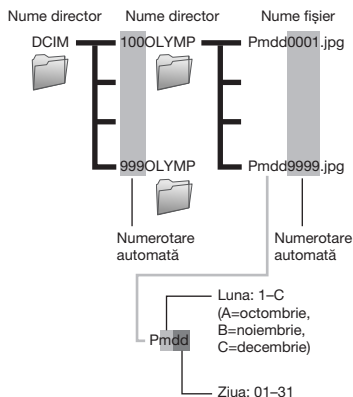 Nume director Nume director Nume fișier
DCIM 100OLYMP Pmdd0001.jpg
999OLYMP Pmdd9999.jpg
Numerotare
automată
Numerotare
automată
Luna: 1–C
(A=octombrie,
B=noiembrie,
C=decembrie)
Pmdd
Ziua: 01–31